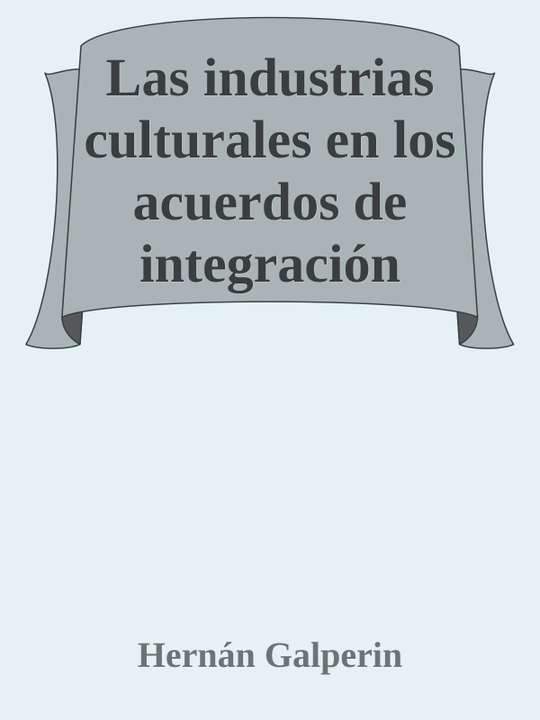 Las industrias
culturales en los
acuerdos de
integración
Hernán Galperin